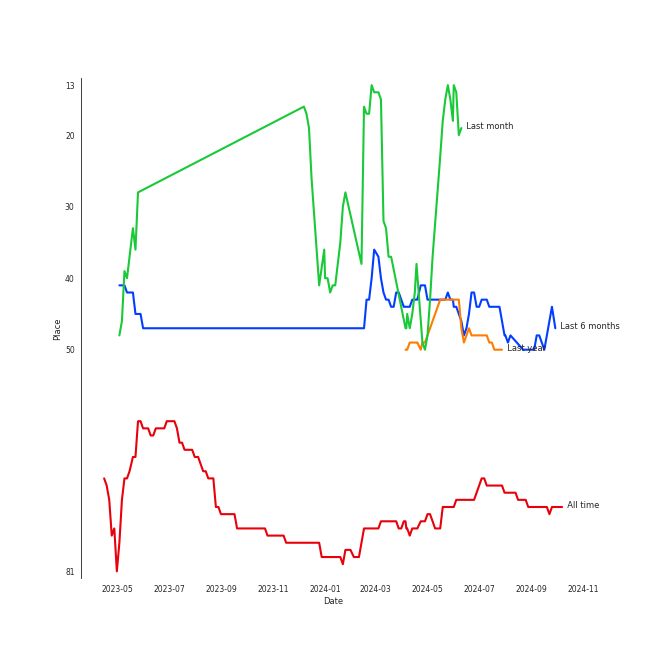 13
20
Last month
30
40
Place
Last 6 months
50
Last year
All time
81
2023-05
2023-07
2023-09
2023-11
2024-01
2024-03
2024-05
2024-07
2024-09
2024-11
Date